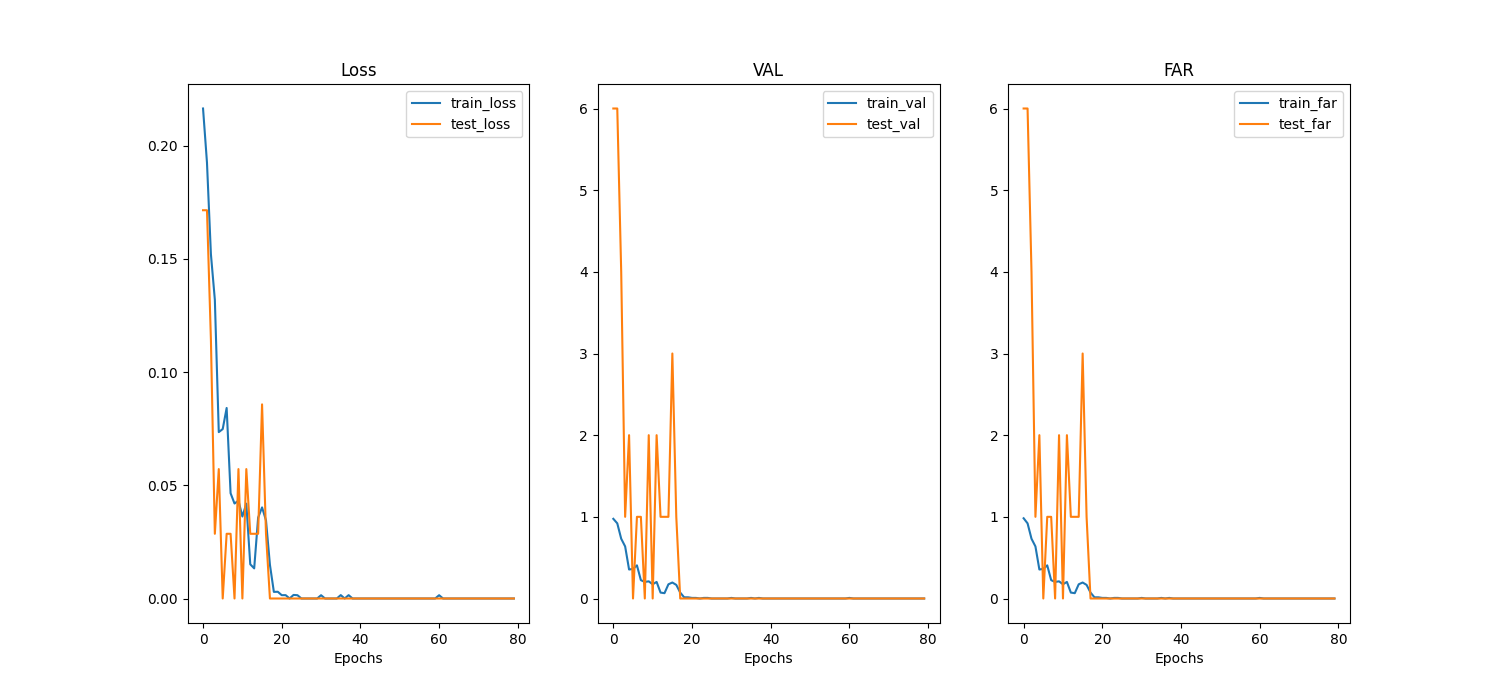 Loss
train_loss
test_loss
0.20
0.15
0.10
0.05
0.00
0 20 40 60 80
Epochs
VAL
train_val
test_val
6
5
4
3
2
1
0
0 20 40 60 80
Epochs
FAR
train_far
test_far
6
5
4
3
2
1
0
0 20 40 60 80
Epochs